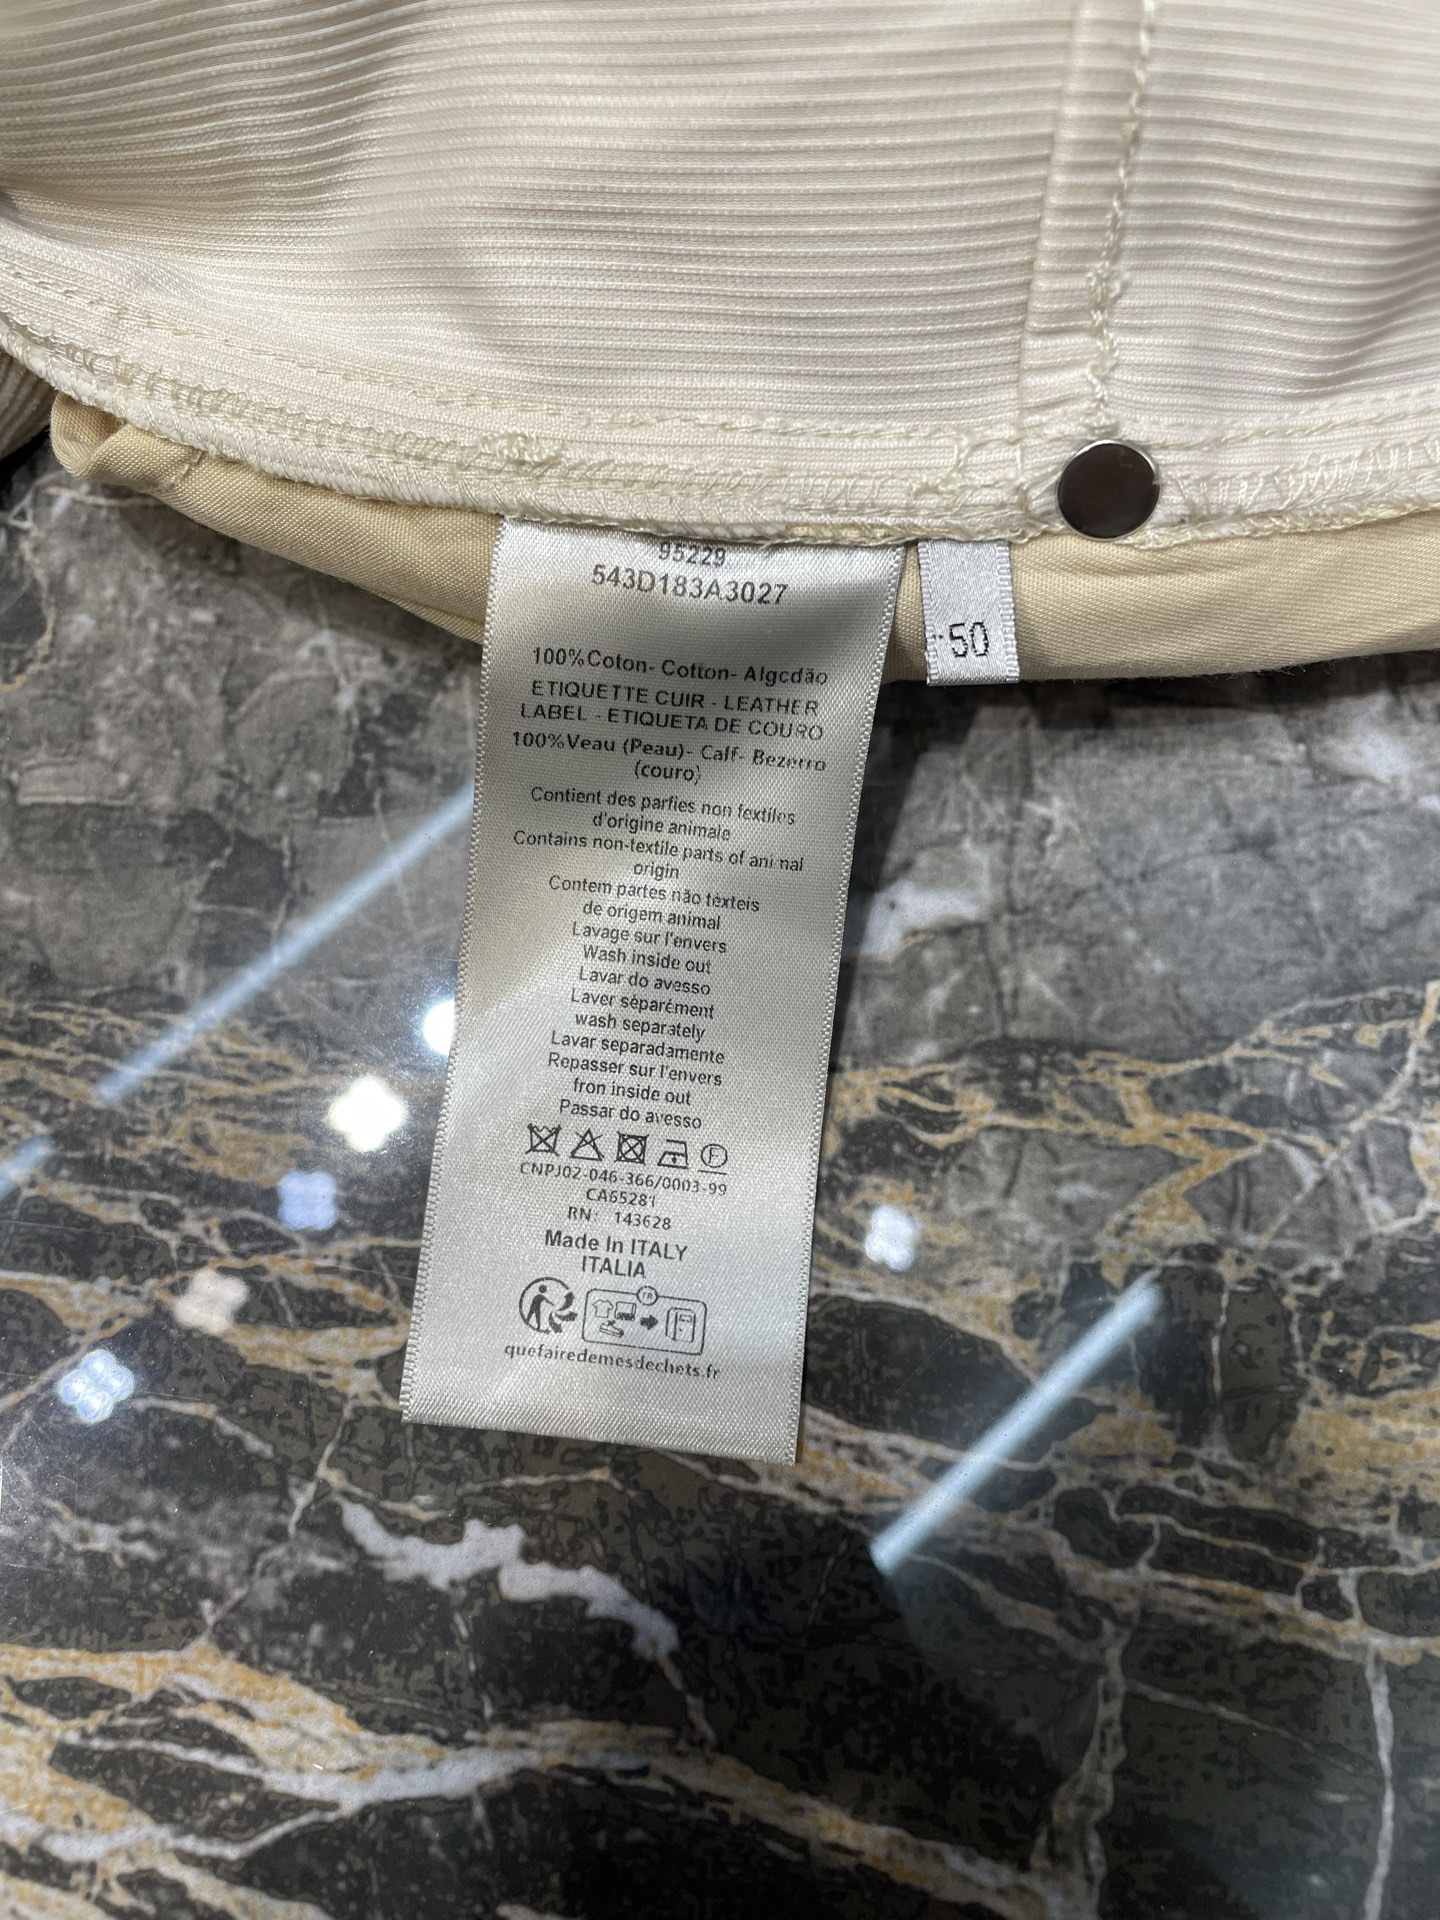 95229
543D183A3027
50
100%Coton- Cotton- Algcdão
ETIQUETTE CUIR - LEATHER
LABEL - ETIQUETA DE COURO
100%Veau (Peau)- Calf- Bezerro
(couro)
Contient des parfies non fextiles
d'origine animale
Contains non-textile parts of ani nal
origin
Contem partes não tèxteis
de origem animal
Lavage sur l'envers
Wash inside out
Lavar do avesso
Laver séparément
wash separately
Lavar separadamente
Repasser sur l'envers
fron inside out
Passar do avesso
F
CNPJ02-046-366/0003-99
CA65281
RN: 143628
Made In ITALY
ITALIA
FR
quefairedemesdechets.fr